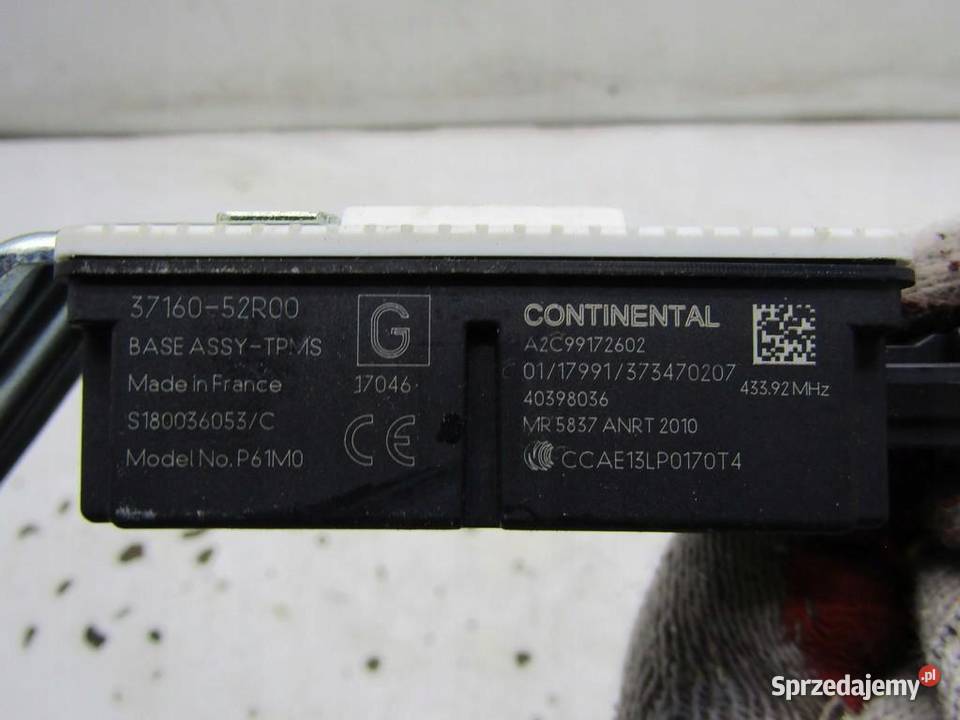 37160-52R00
BASE ASSY-TPMS
Made in France
S180036053/C
Model No. P61M0
G
17046
CE
CONTINENTAL
A2C99172602
01/17991/373470207
40398036
MR 5837 ANRT 2010
CCAE13LP0170T4
433.92 MHz
Sprzedajemy.pl